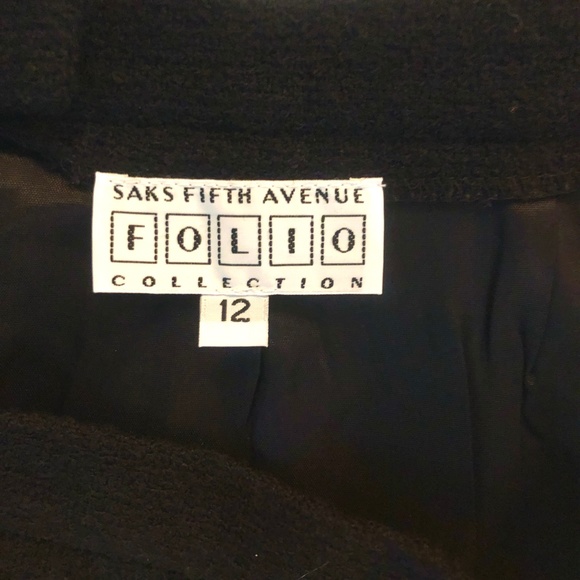 SAKS FIFTH AVENUE
FOLIO
COLLECTION
12